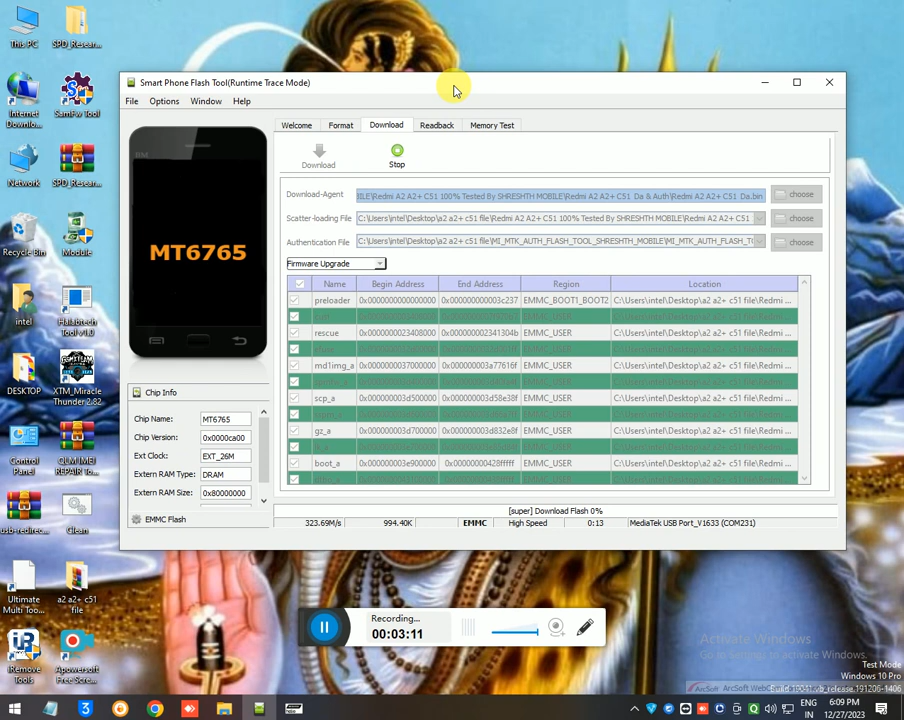 This PC
SPD_Resear...
Internet
Downlo...
SamFw Tool
Network
SPD_Resear...
Recycle Bin
Module
intel
Halabtech
Tool V1.0
DESKTOP
XTM_Miracle
Thunder 2.82
Control
Panel
QLM IMEI
REPAIR To...
usb-redirec...
Clean
Ultimate
Multi Too...
a2 a2+ c51
file
iRemove
Tools
Apowersoft
Free Scre...
Smart Phone Flash Tool(Runtime Trace Mode)
File Options Window Help
Welcome Format Download Readback Memory Test
Download Stop
Download-Agent ILE\Redmi A2 A2+ C51 100% Tested By SHRESHTH MOBILE\Redmi A2 A2+ C51 Da & Auth\Redmi A2+ C51 Da.bin choose
Scatter-loading File C:\Users\intel\Desktop\a2 a2+ c51 file\Redmi A2 A2+ C51 100% Tested By SHRESHTH MOBILE\Redmi A2 A2+ C51 choose
Authentication File C:\Users\intel\Desktop\a2 a2+ c51 file\MI_MTK_AUTH_FLASH_TOOL_SHRESHTH_MOBILE\MI_MTK_AUTH_FLASH_TC choose
Firmware Upgrade
Name Begin Address End Address Region Location
preloader 0x0000000000000000 0x000000000003c237 EMMC_BOOT1_BOOT2 C:\Users\intel\Desktop\a2 a2+ c51 file\Redmi ...
rescue 0x0000000023408000 0x000000002341304b EMMC_USER C:\Users\intel\Desktop\a2 a2+ c51 file\Redmi ...
md1img_a 0x0000000037000000 0x000000003a77616f EMMC_USER C:\Users\intel\Desktop\a2 a2+ c51 file\Redmi ...
scp_a 0x000000003d500000 0x000000003d58e38f EMMC_USER C:\Users\intel\Desktop\a2 a2+ c51 file\Redmi ...
gz_a 0x000000003d700000 0x000000003d832e8f EMMC_USER C:\Users\intel\Desktop\a2 a2+ c51 file\Redmi ...
boot_a 0x000000003e900000 0x00000000428fffff EMMC_USER C:\Users\intel\Desktop\a2 a2+ c51 file\Redmi ...
BM
MT6765
Chip Info
Chip Name: MT6765
Chip Version: 0x0000ca00
Ext Clock: EXT_26M
Extern RAM Type: DRAM
Extern RAM Size: 0x80000000
EMMC Flash
[super] Download Flash 0%
323.69M/s 994.40K EMMC High Speed 0:13 MediaTek USB Port_V1633 (COM231)
Recording...
00:03:11
Activate Windows
Go to Settings to activate Windows.
Test Mode
Windows 10 Pro
ArcSoft ArcSoft WebC
ENG
IN
6:09 PM
12/27/2023